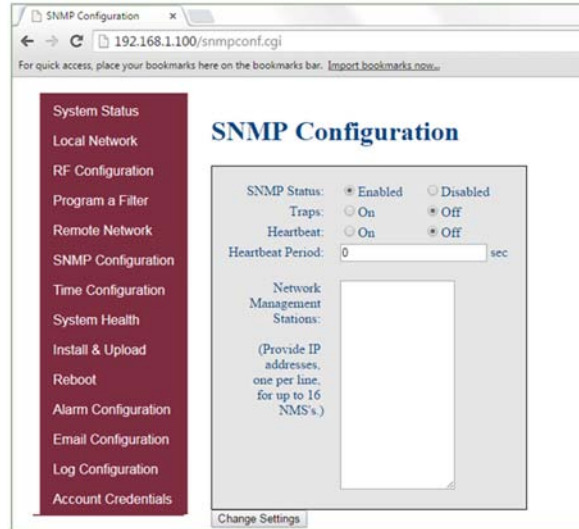 SNMP Configuration ×
192.168.1.100/snmpconf.cgi
For quick access, place your bookmarks here on the bookmarks bar. Import bookmarks now...
System Status
Local Network
RF Configuration
Program a Filter
Remote Network
SNMP Configuration
Time Configuration
System Health
Install & Upload
Reboot
Alarm Configuration
Email Configuration
Log Configuration
Account Credentials
SNMP Configuration
SNMP Status: Enabled Disabled
Traps: On Off
Heartbeat: On Off
Heartbeat Period: 0 sec
Network
Management
Stations:
(Provide IP
addresses,
one per line,
for up to 16
NMS's.)
Change Settings